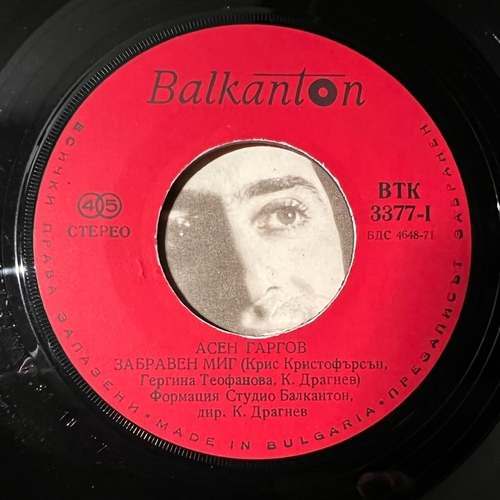 Balkanton
ВСИЧКИ ПРАВА ЗАПАЗЕНИ • MADE IN BULGARIA • ПРЕЗАПИСЪТ ЗАБРАНЕН
45
СТЕРЕО
ВТК
3377-I
БДС 4648-71
АСЕН ГАРГОВ
ЗАБРАВЕН МИГ (Крис Кристофърсън,
Гергина Теофанова, К. Драгнев)
Формация Студио Балкантон,
дир. К. Драгнев